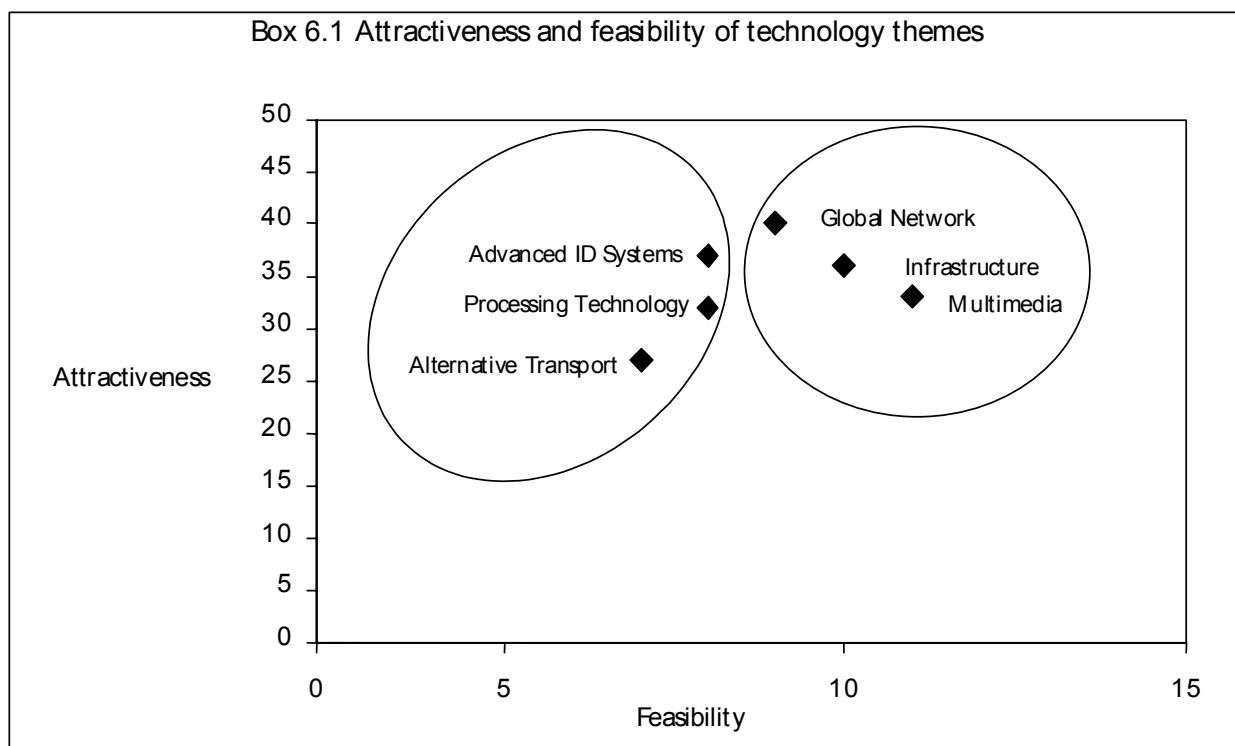 Box 6.1 Attractiveness and feasibility of technology themes
50
45
40
35
30
25
20
15
10
5
0
Attractiveness
Global Network
Advanced ID Systems
Infrastructure
Processing Technology
Multimedia
Alternative Transport
0 5 10 15
Feasibility